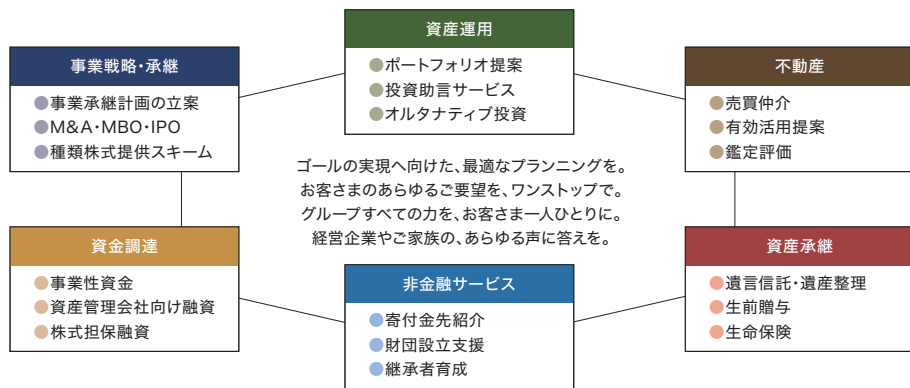 資産運用
●ポートフォリオ提案
●投資助言サービス
●オルタナティブ投資
事業戦略・承継
●事業承継計画の立案
●M&A・MBO・IPO
●種類株式提供スキーム
不動産
●売買仲介
●有効活用提案
●鑑定評価
ゴールの実現へ向けた、最適なプランニングを。
お客さまのあらゆるご要望を、ワンストップで。
グループすべての力を、お客さま一人ひとりに。
経営企業やご家族の、あらゆる声に答えを。
資金調達
●事業性資金
●資産管理会社向け融資
●株式担保融資
非金融サービス
●寄付金先紹介
●財団設立支援
●継承者育成
資産承継
●遺言信託・遺産整理
●生前贈与
●生命保険